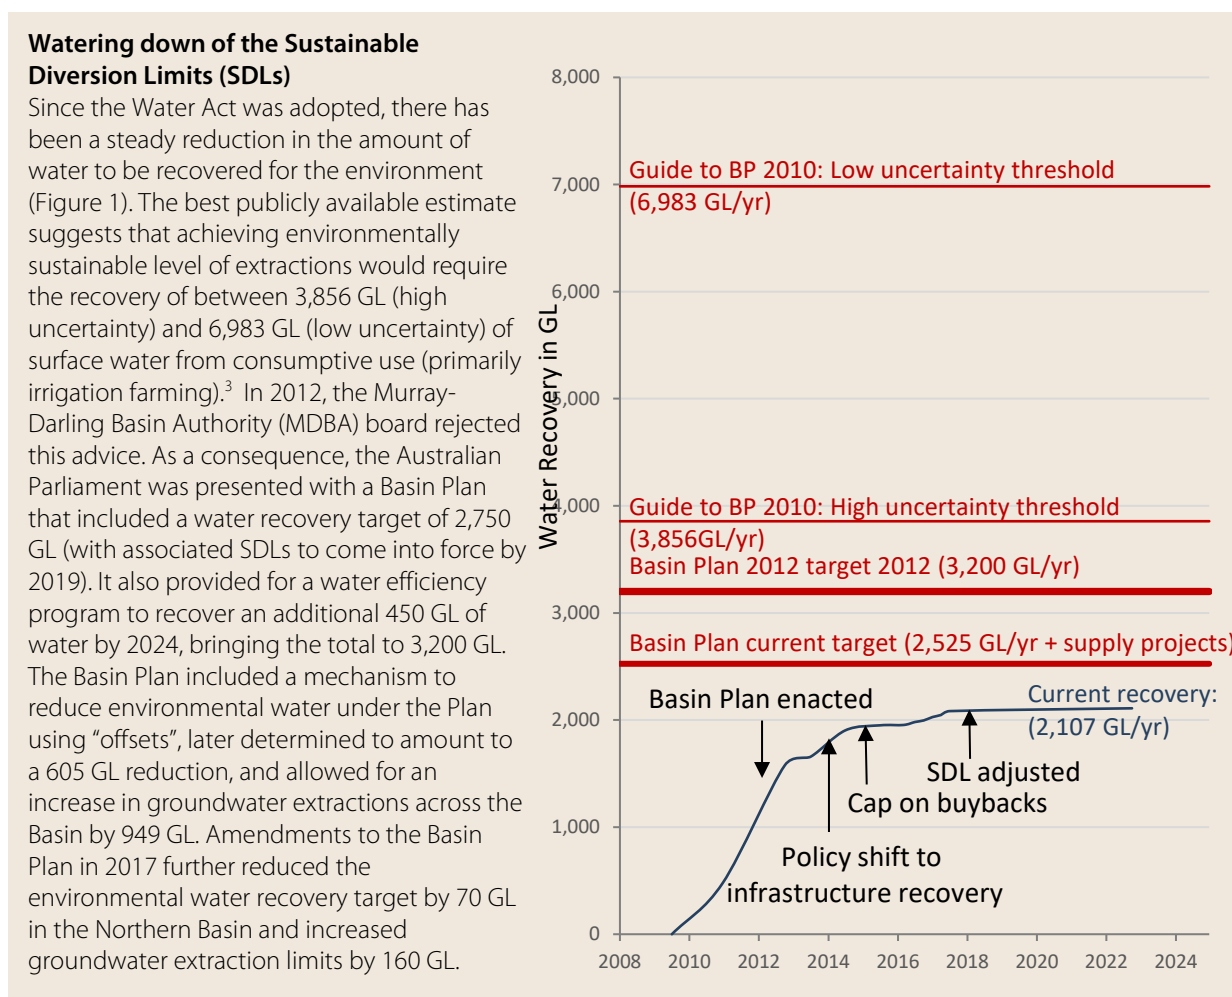 Watering down of the Sustainable
Diversion Limits (SDLs)
Since the Water Act was adopted, there has
been a steady reduction in the amount of
water to be recovered for the environment
(Figure 1). The best publicly available estimate
suggests that achieving environmentally
sustainable level of extractions would require
the recovery of between 3,856 GL (high
uncertainty) and 6,983 GL (low uncertainty) of
surface water from consumptive use (primarily
irrigation farming).³ In 2012, the Murray-
Darling Basin Authority (MDBA) board rejected
this advice. As a consequence, the Australian
Parliament was presented with a Basin Plan
that included a water recovery target of 2,750
GL (with associated SDLs to come into force by
2019). It also provided for a water efficiency
program to recover an additional 450 GL of
water by 2024, bringing the total to 3,200 GL.
The Basin Plan included a mechanism to
reduce environmental water under the Plan
using “offsets”, later determined to amount to
a 605 GL reduction, and allowed for an
increase in groundwater extractions across the
Basin by 949 GL. Amendments to the Basin
Plan in 2017 further reduced the
environmental water recovery target by 70 GL
in the Northern Basin and increased
groundwater extraction limits by 160 GL.
Water Recovery in GL
8,000
7,000
6,000
5,000
4,000
3,000
2,000
1,000
0
Guide to BP 2010: Low uncertainty threshold
(6,983 GL/yr)
Guide to BP 2010: High uncertainty threshold
(3,856GL/yr)
Basin Plan 2012 target 2012 (3,200 GL/yr)
Basin Plan current target (2,525 GL/yr + supply projects)
Basin Plan enacted
Current recovery:
(2,107 GL/yr)
SDL adjusted
Cap on buybacks
Policy shift to
infrastructure recovery
2008 2010 2012 2014 2016 2018 2020 2022 2024